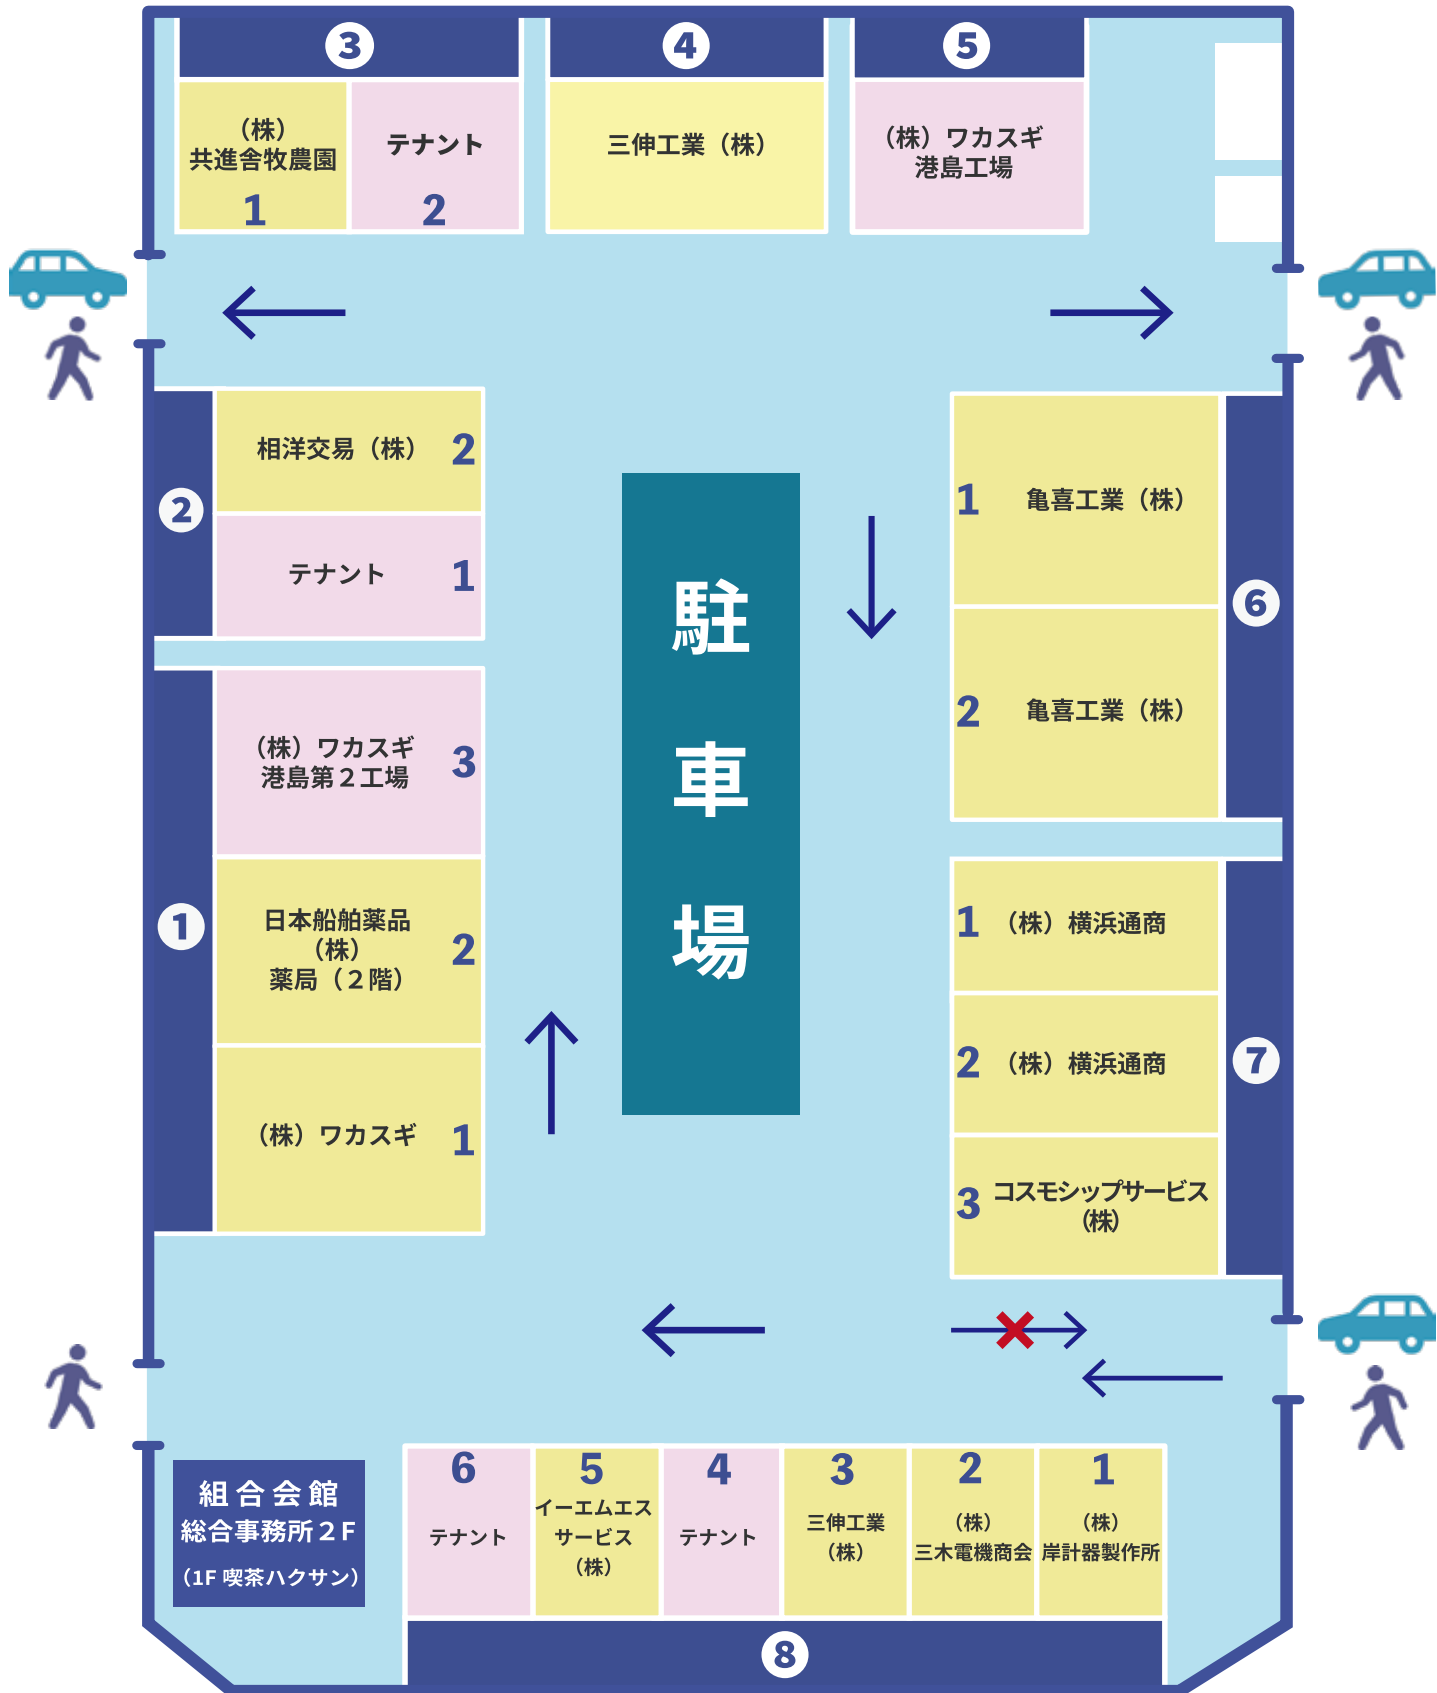 3
4
5
（株）
共進舎牧農園
1
テナント
2
三伸工業（株）
（株）ワカスギ
港島工場
2
相洋交易（株）
2
テナント
1
1
（株）ワカスギ
港島第２工場
3
日本船舶薬品
（株）
薬局（２階）
2
（株）ワカスギ
1
駐
車
場
1
亀喜工業（株）
2
亀喜工業（株）
6
1
（株）横浜通商
2
（株）横浜通商
3
コスモシップサービス
（株）
7
組合会館
総合事務所２F
（1F 喫茶ハクサン）
6
テナント
5
イーエムエス
サービス
（株）
4
テナント
3
三伸工業
（株）
2
（株）
三木電機商会
1
（株）
岸計器製作所
8